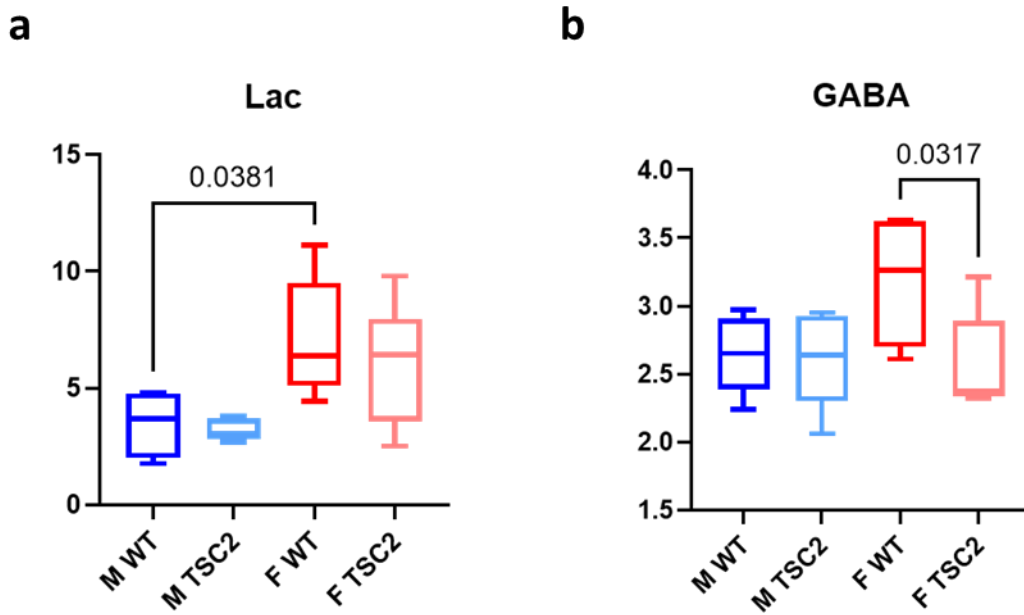 a
Lac
0.0381
15
10
5
0
M WT
M TSC2
F WT
F TSC2
b
GABA
0.0317
4.0
3.5
3.0
2.5
2.0
1.5
M WT
M TSC2
F WT
F TSC2